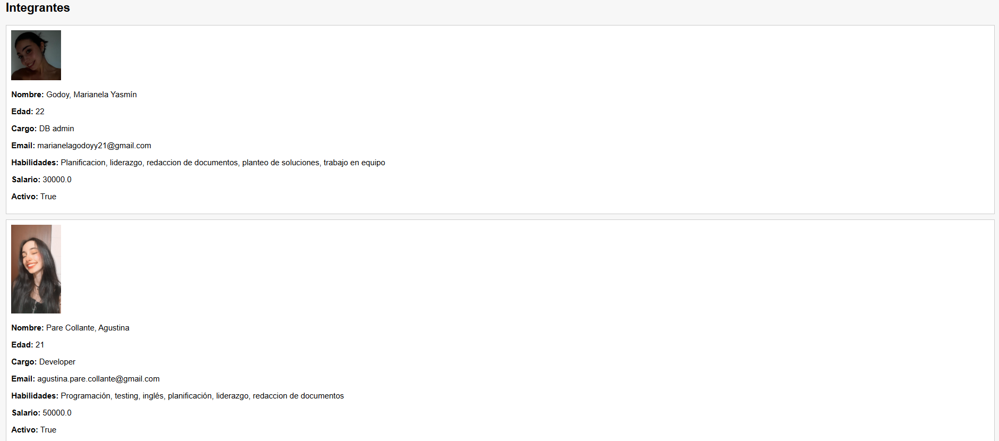 Integrantes
Nombre: Godoy, Marianela Yasmín
Edad: 22
Cargo: DB admin
Email: marianelagodoyy21@gmail.com
Habilidades: Planificacion, liderazgo, redaccion de documentos, planteo de soluciones, trabajo en equipo
Salario: 30000.0
Activo: True
Nombre: Pare Collante, Agustina
Edad: 21
Cargo: Developer
Email: agustina.pare.collante@gmail.com
Habilidades: Programación, testing, inglés, planificación, liderazgo, redaccion de documentos
Salario: 50000.0
Activo: True